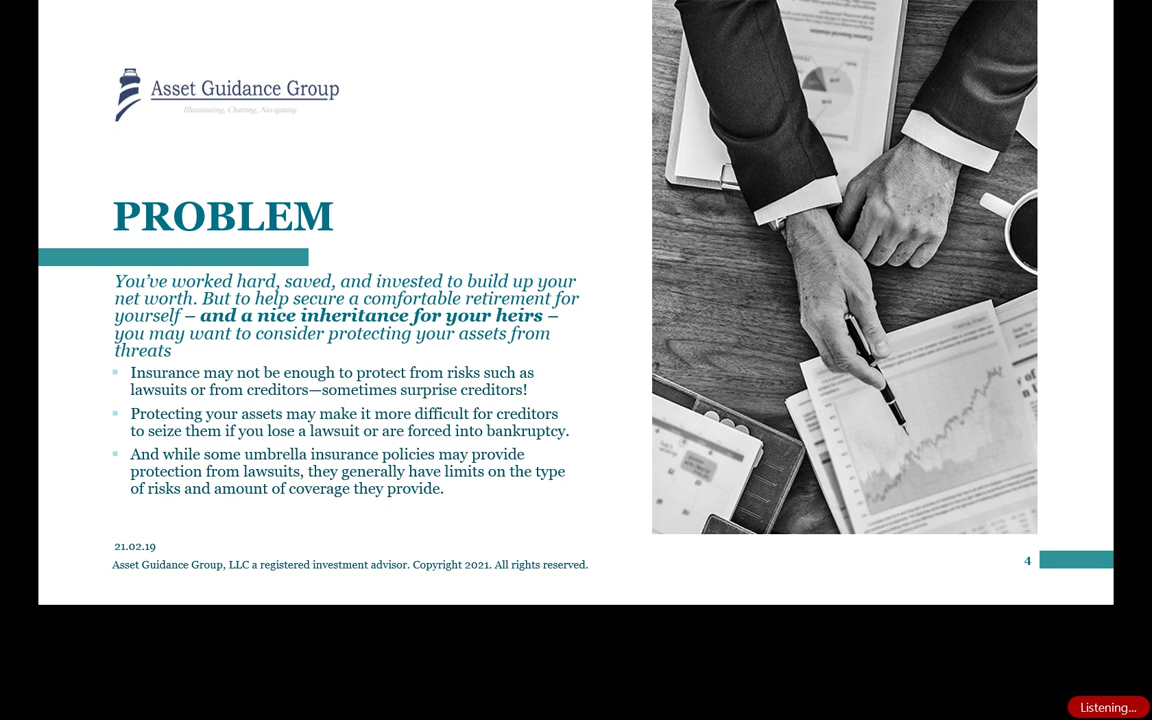 Asset Guidance Group
Illuminating, Charting, Navigating
PROBLEM
You’ve worked hard, saved, and invested to build up your
net worth. But to help secure a comfortable retirement for
yourself – and a nice inheritance for your heirs –
you may want to consider protecting your assets from
threats
Insurance may not be enough to protect from risks such as
lawsuits or from creditors—sometimes surprise creditors!
Protecting your assets may make it more difficult for creditors
to seize them if you lose a lawsuit or are forced into bankruptcy.
And while some umbrella insurance policies may provide
protection from lawsuits, they generally have limits on the type
of risks and amount of coverage they provide.
21.02.19
Asset Guidance Group, LLC a registered investment advisor. Copyright 2021. All rights reserved.
4
Listening...